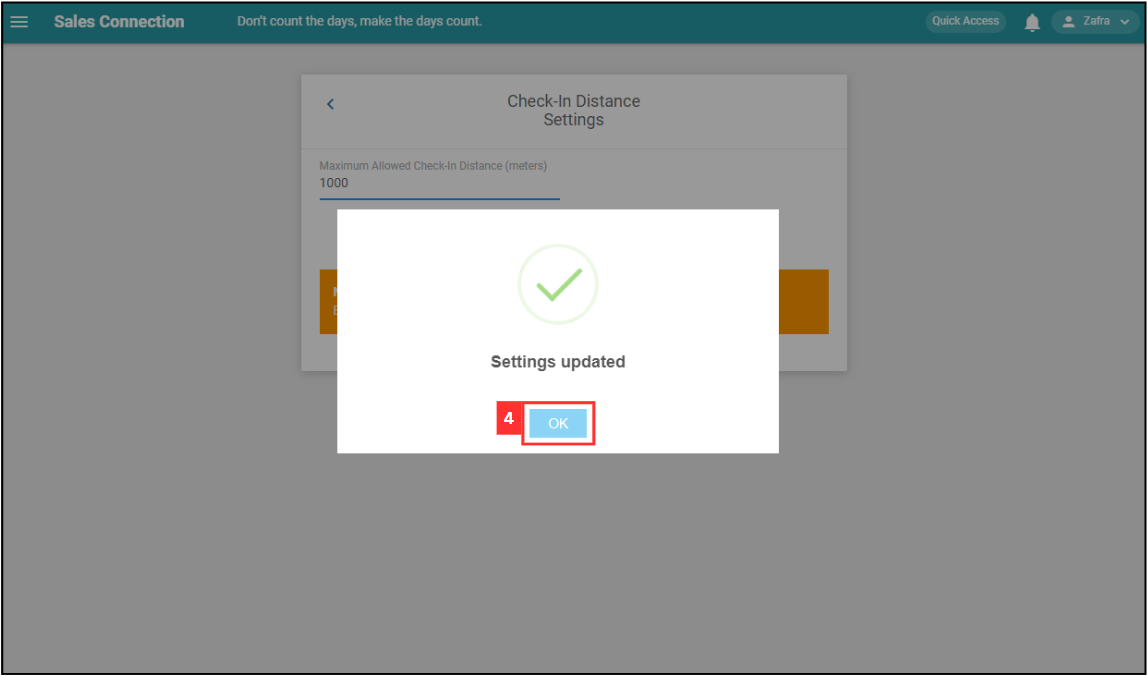 Sales Connection
Don't count the days, make the days count.
Quick Access
Zafra
Check-In Distance
Settings
Maximum Allowed Check-In Distance (meters)
1000
Settings updated
4
OK